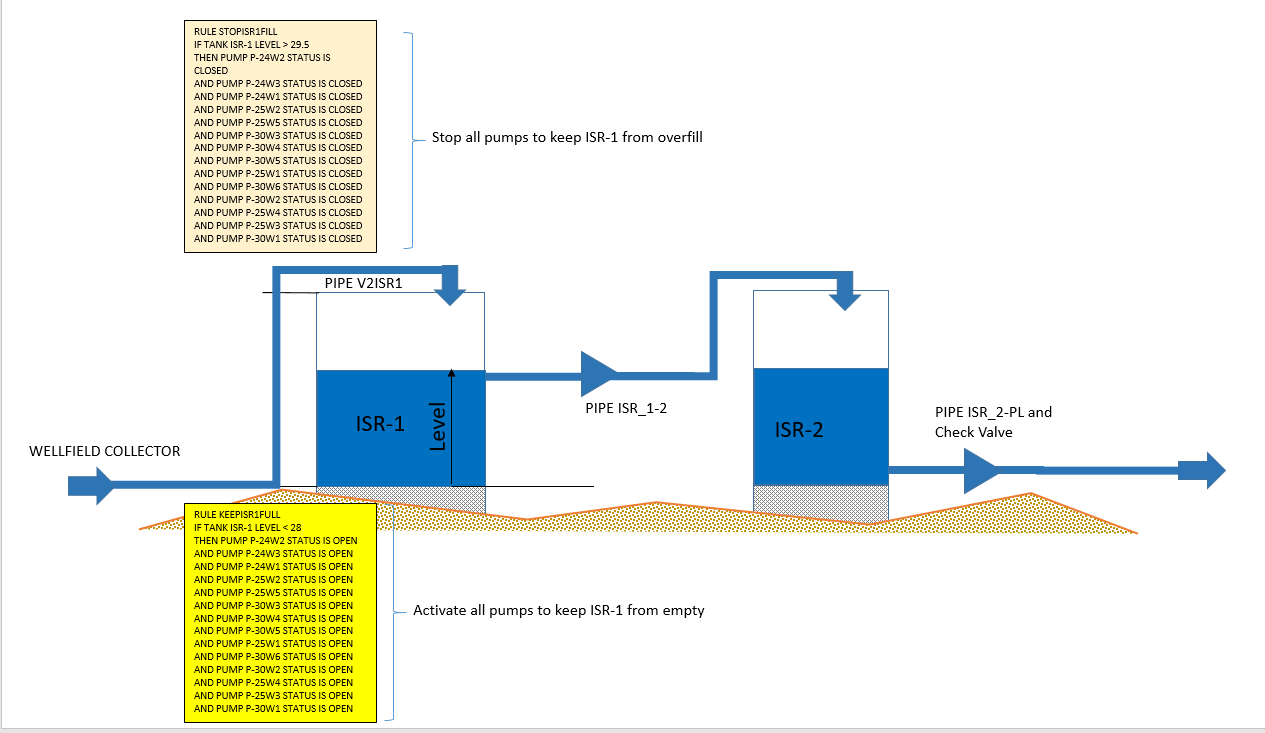 RULE STOPISR1FILL
IF TANK ISR-1 LEVEL > 29.5
THEN PUMP P-24W2 STATUS IS
CLOSED
AND PUMP P-24W3 STATUS IS CLOSED
AND PUMP P-24W1 STATUS IS CLOSED
AND PUMP P-25W2 STATUS IS CLOSED
AND PUMP P-25W5 STATUS IS CLOSED
AND PUMP P-30W3 STATUS IS CLOSED
AND PUMP P-30W4 STATUS IS CLOSED
AND PUMP P-30W5 STATUS IS CLOSED
AND PUMP P-25W1 STATUS IS CLOSED
AND PUMP P-30W6 STATUS IS CLOSED
AND PUMP P-30W2 STATUS IS CLOSED
AND PUMP P-25W4 STATUS IS CLOSED
AND PUMP P-25W3 STATUS IS CLOSED
AND PUMP P-30W1 STATUS IS CLOSED
Stop all pumps to keep ISR-1 from overfill
PIPE V2ISR1
ISR-1
Level
PIPE ISR_1-2
ISR-2
PIPE ISR_2-PL and
Check Valve
WELLFIELD COLLECTOR
RULE KEEPISR1FULL
IF TANK ISR-1 LEVEL < 28
THEN PUMP P-24W2 STATUS IS OPEN
AND PUMP P-24W3 STATUS IS OPEN
AND PUMP P-24W1 STATUS IS OPEN
AND PUMP P-25W2 STATUS IS OPEN
AND PUMP P-25W5 STATUS IS OPEN
AND PUMP P-30W3 STATUS IS OPEN
AND PUMP P-30W4 STATUS IS OPEN
AND PUMP P-30W5 STATUS IS OPEN
AND PUMP P-25W1 STATUS IS OPEN
AND PUMP P-30W6 STATUS IS OPEN
AND PUMP P-30W2 STATUS IS OPEN
AND PUMP P-25W4 STATUS IS OPEN
AND PUMP P-25W3 STATUS IS OPEN
AND PUMP P-30W1 STATUS IS OPEN
Activate all pumps to keep ISR-1 from empty